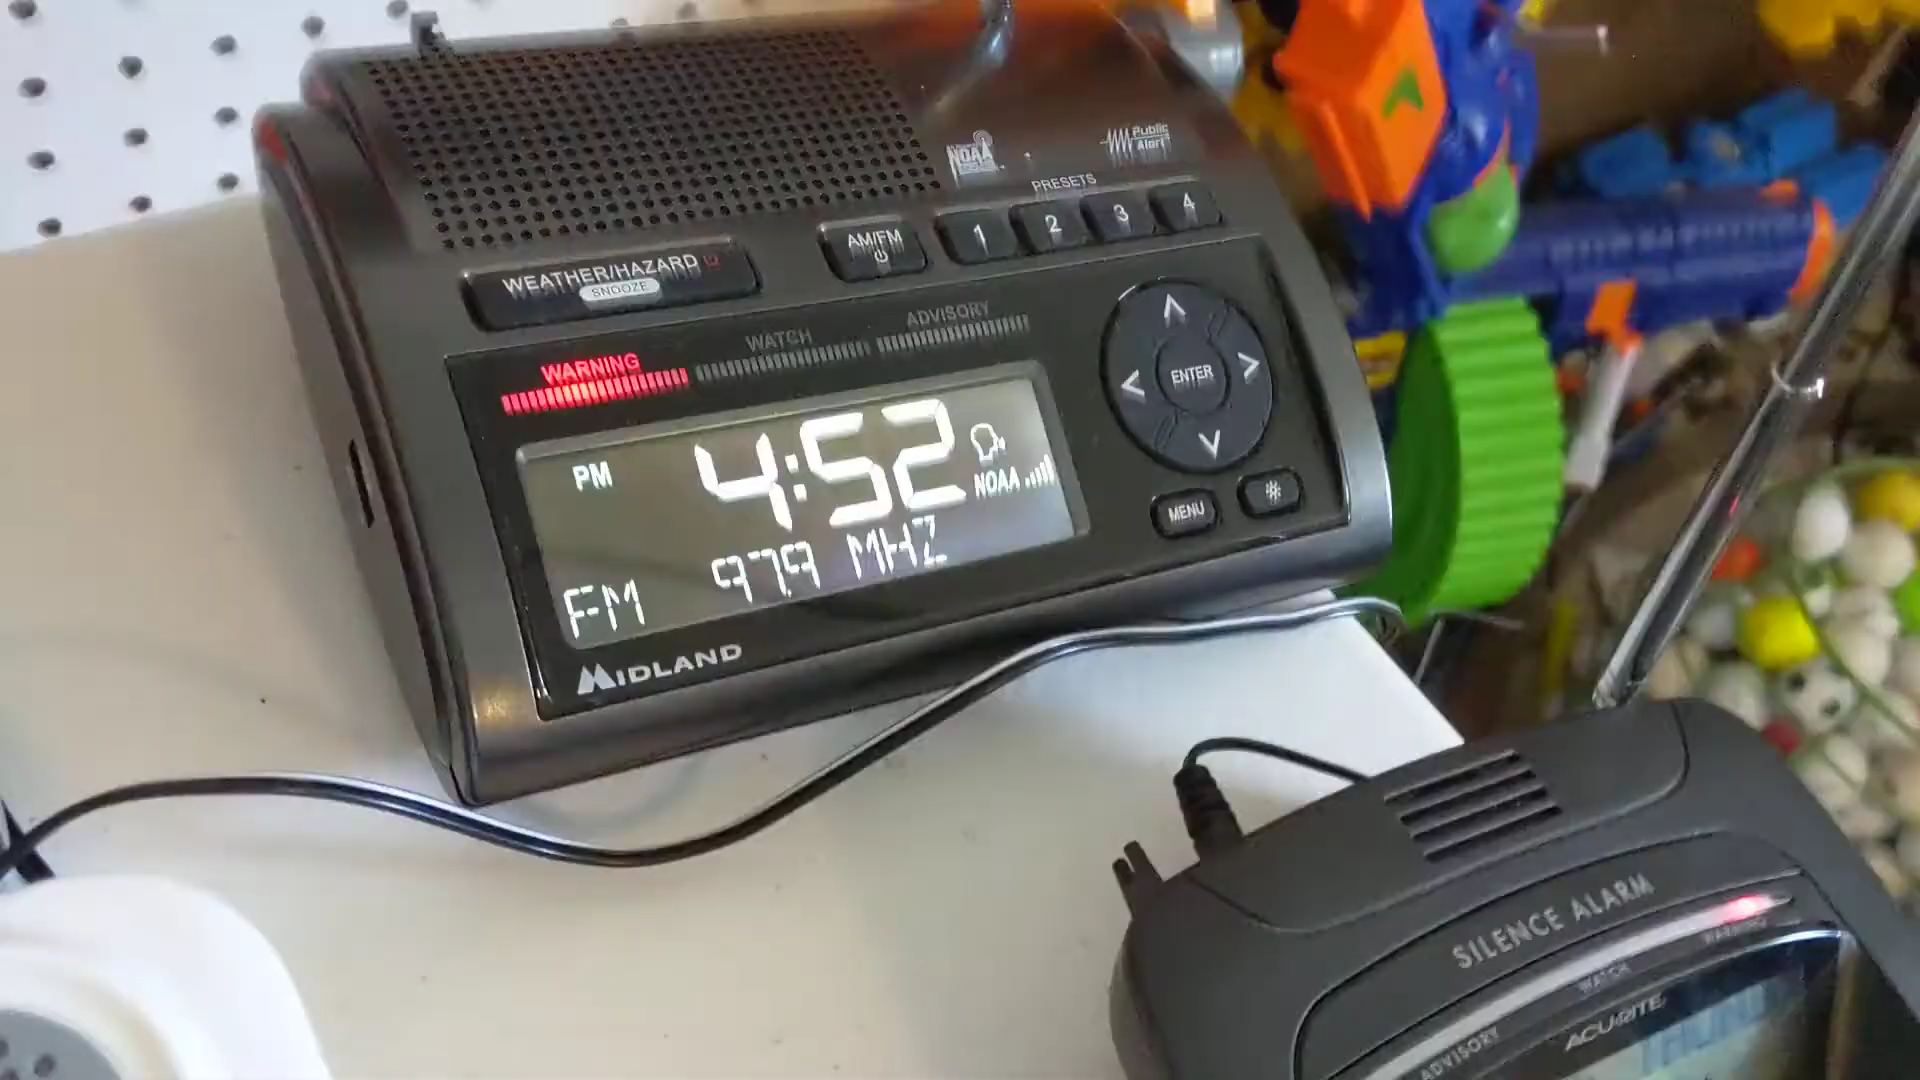 NOAA
Public
Alert
PRESETS
AM/FM
1
2
3
4
WEATHER/HAZARD
SNOOZE
WARNING
WATCH
ADVISORY
PM
4:52
NOAA
FM
97.9 MHZ
ENTER
MENU
MIDLAND
SILENCE ALARM
WARNING
WATCH
ADVISORY
ACURITE